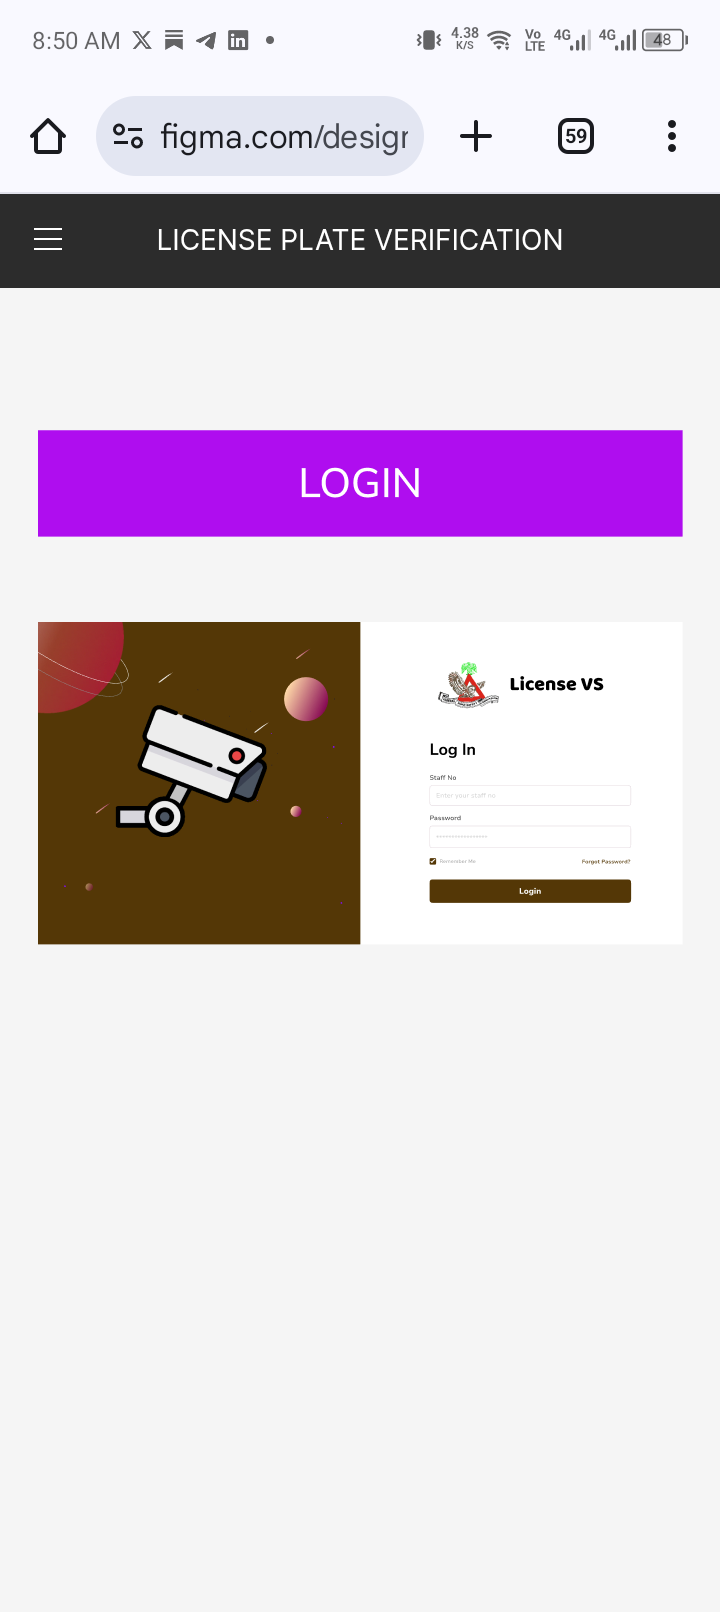 8:50 AM
4.38 K/S
Vo LTE
4G
4G
48
figma.com/design
59
LICENSE PLATE VERIFICATION
LOGIN
License VS
Log In
Staff No
Enter your staff no
Password
Remember Me
Forgot Password?
Login